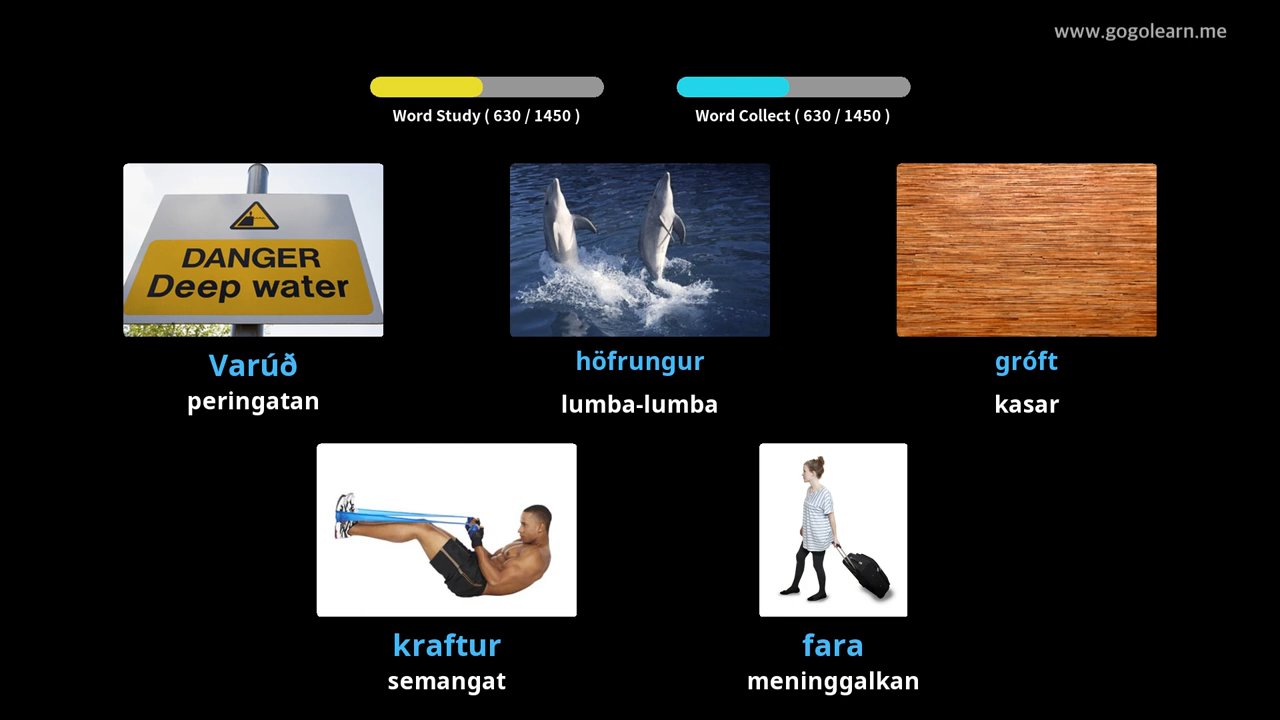 www.gogolearn.me
Word Study ( 630 / 1450 )
Word Collect ( 630 / 1450 )
DANGER
Deep water
Varúð
peringatan
höfrungur
lumba-lumba
gróft
kasar
kraftur
semangat
fara
meninggalkan